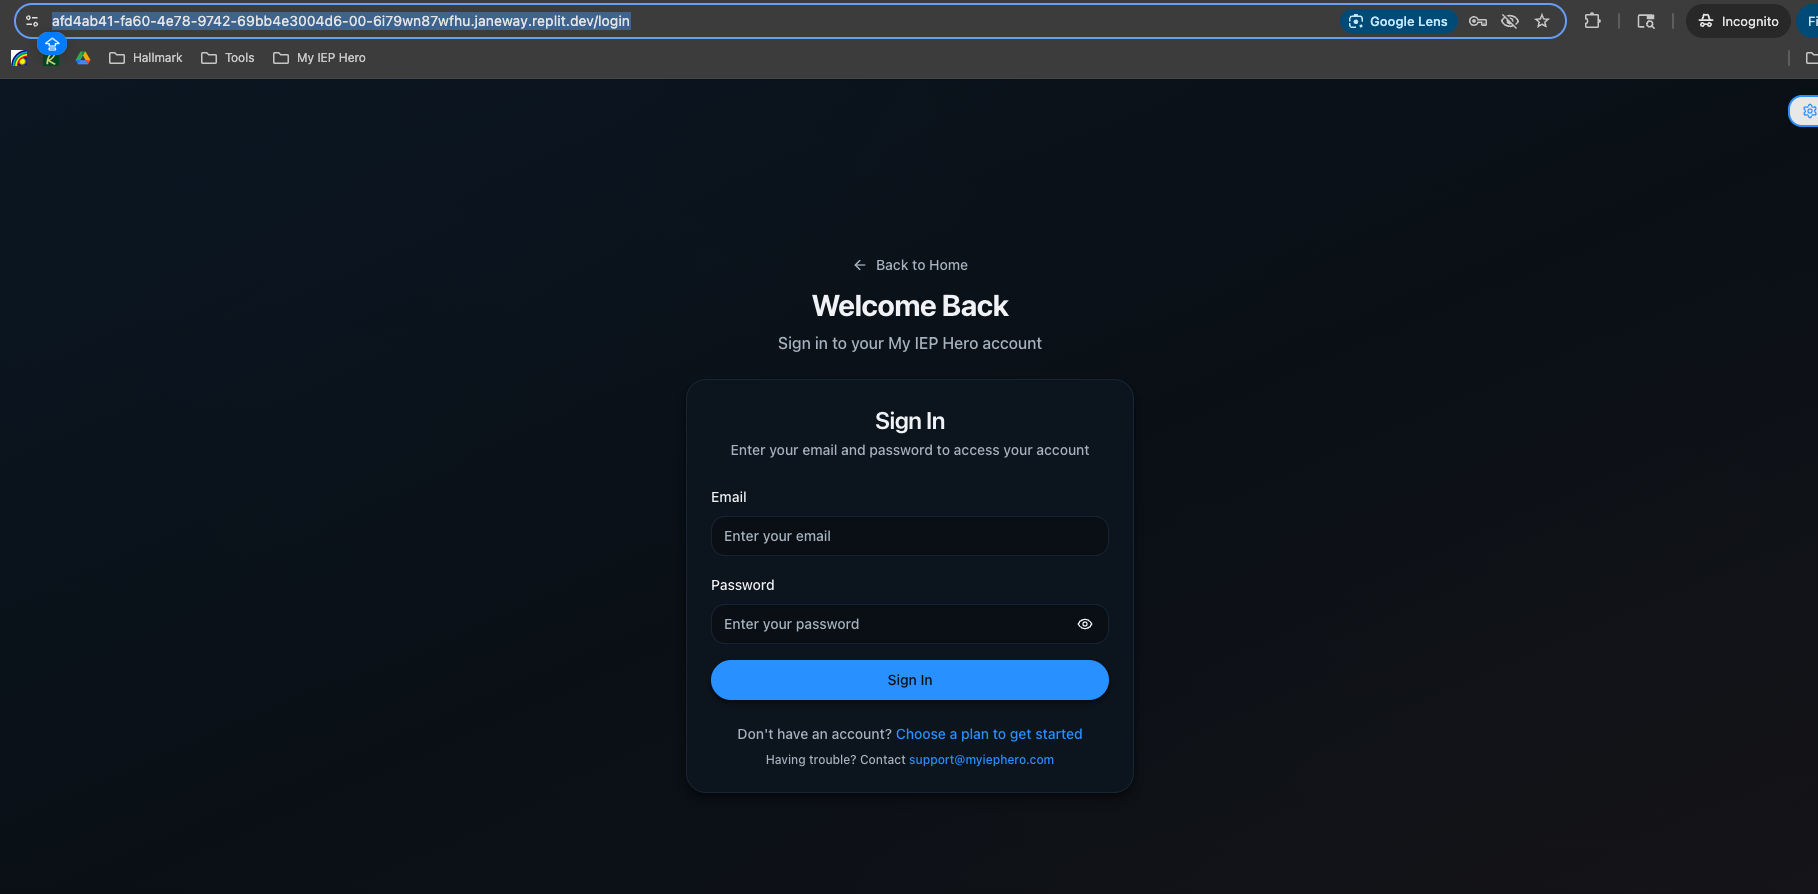 afd4ab41-fa60-4e78-9742-69bb4e3004d6-00-6i79wn87wfhu.janeway.replit.dev/login
Google Lens
Incognito
Fi
K
Hallmark
Tools
My IEP Hero
Back to Home
Welcome Back
Sign in to your My IEP Hero account
Sign In
Enter your email and password to access your account
Email
Enter your email
Password
Enter your password
Sign In
Don't have an account? Choose a plan to get started
Having trouble? Contact support@myiephero.com